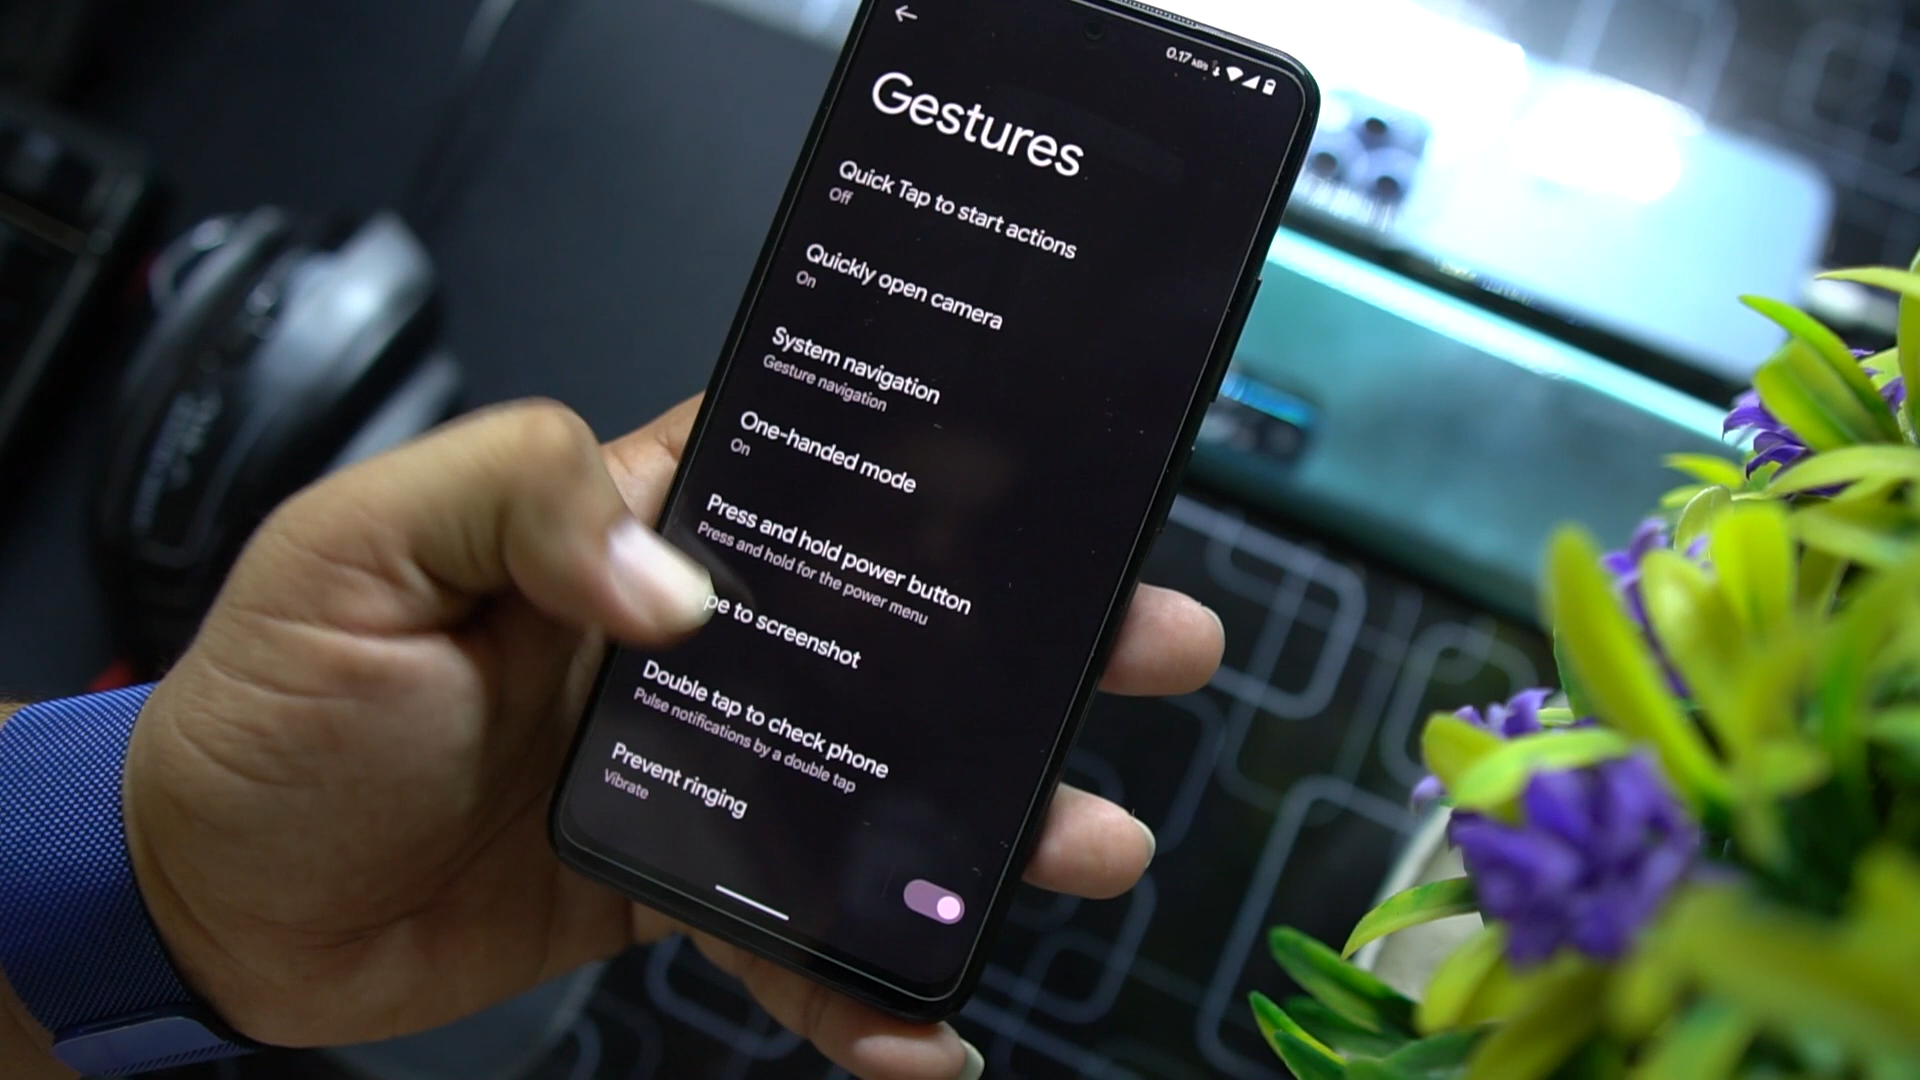 0.17 kB/s
Gestures
Quick Tap to start actions
Off
Quickly open camera
On
System navigation
Gesture navigation
One-handed mode
On
Press and hold power button
Press and hold for the power menu
pe to screenshot
Double tap to check phone
Pulse notifications by a double tap
Prevent ringing
Vibrate